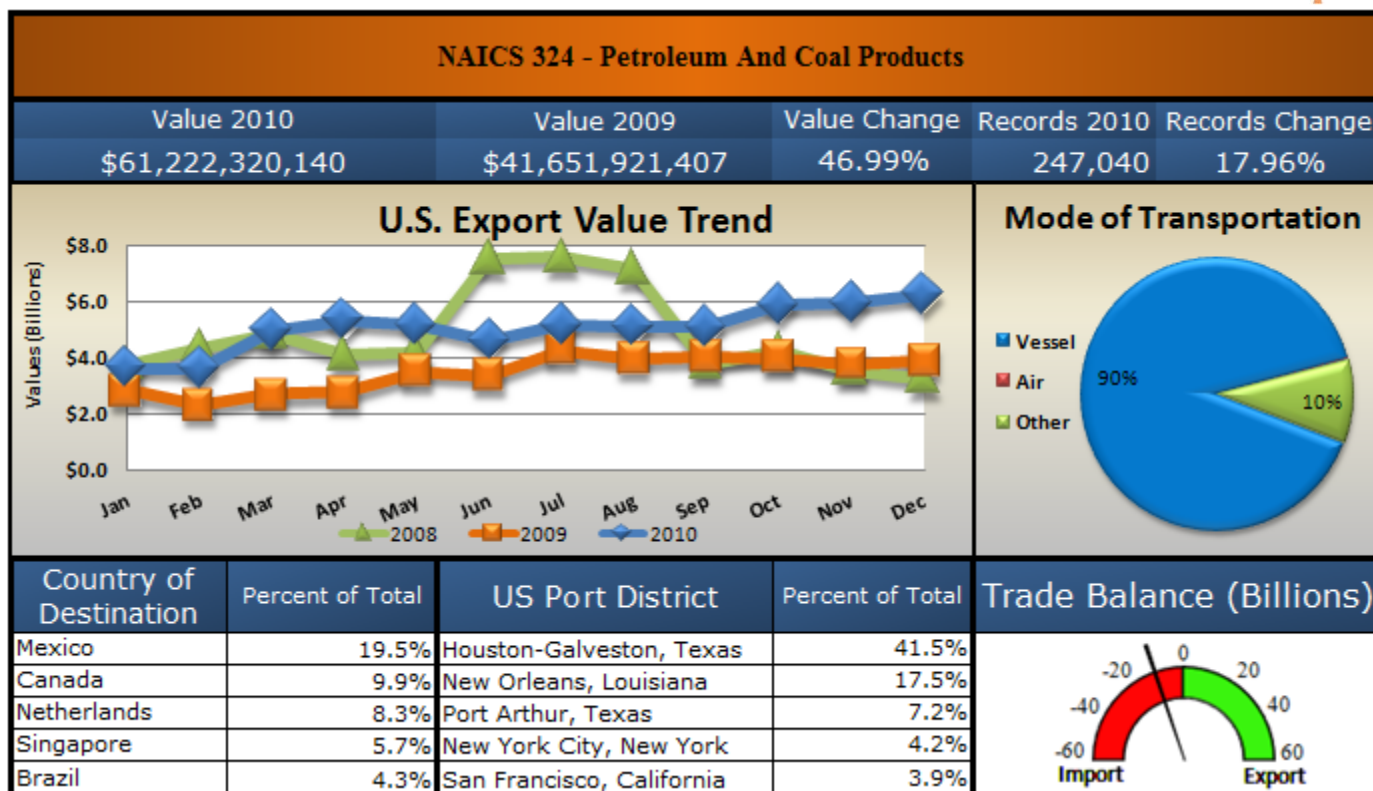 NAICS 324 - Petroleum And Coal Products
Value 2010 Value 2009 Value Change Records 2010 Records Change
$61,222,320,140 $41,651,921,407 46.99% 247,040 17.96%
U.S. Export Value Trend
Values (Billions)
$8.0
$6.0
$4.0
$2.0
$0.0
Jan Feb Mar Apr May Jun Jul Aug Sep Oct Nov Dec
2008 2009 2010
Mode of Transportation
Vessel
Air
Other
90%
10%
Country of
Destination
Percent of Total US Port District Percent of Total
Mexico 19.5% Houston-Galveston, Texas 41.5%
Canada 9.9% New Orleans, Louisiana 17.5%
Netherlands 8.3% Port Arthur, Texas 7.2%
Singapore 5.7% New York City, New York 4.2%
Brazil 4.3% San Francisco, California 3.9%
Trade Balance (Billions)
0
-20 20
-40 40
-60 60
Import Export